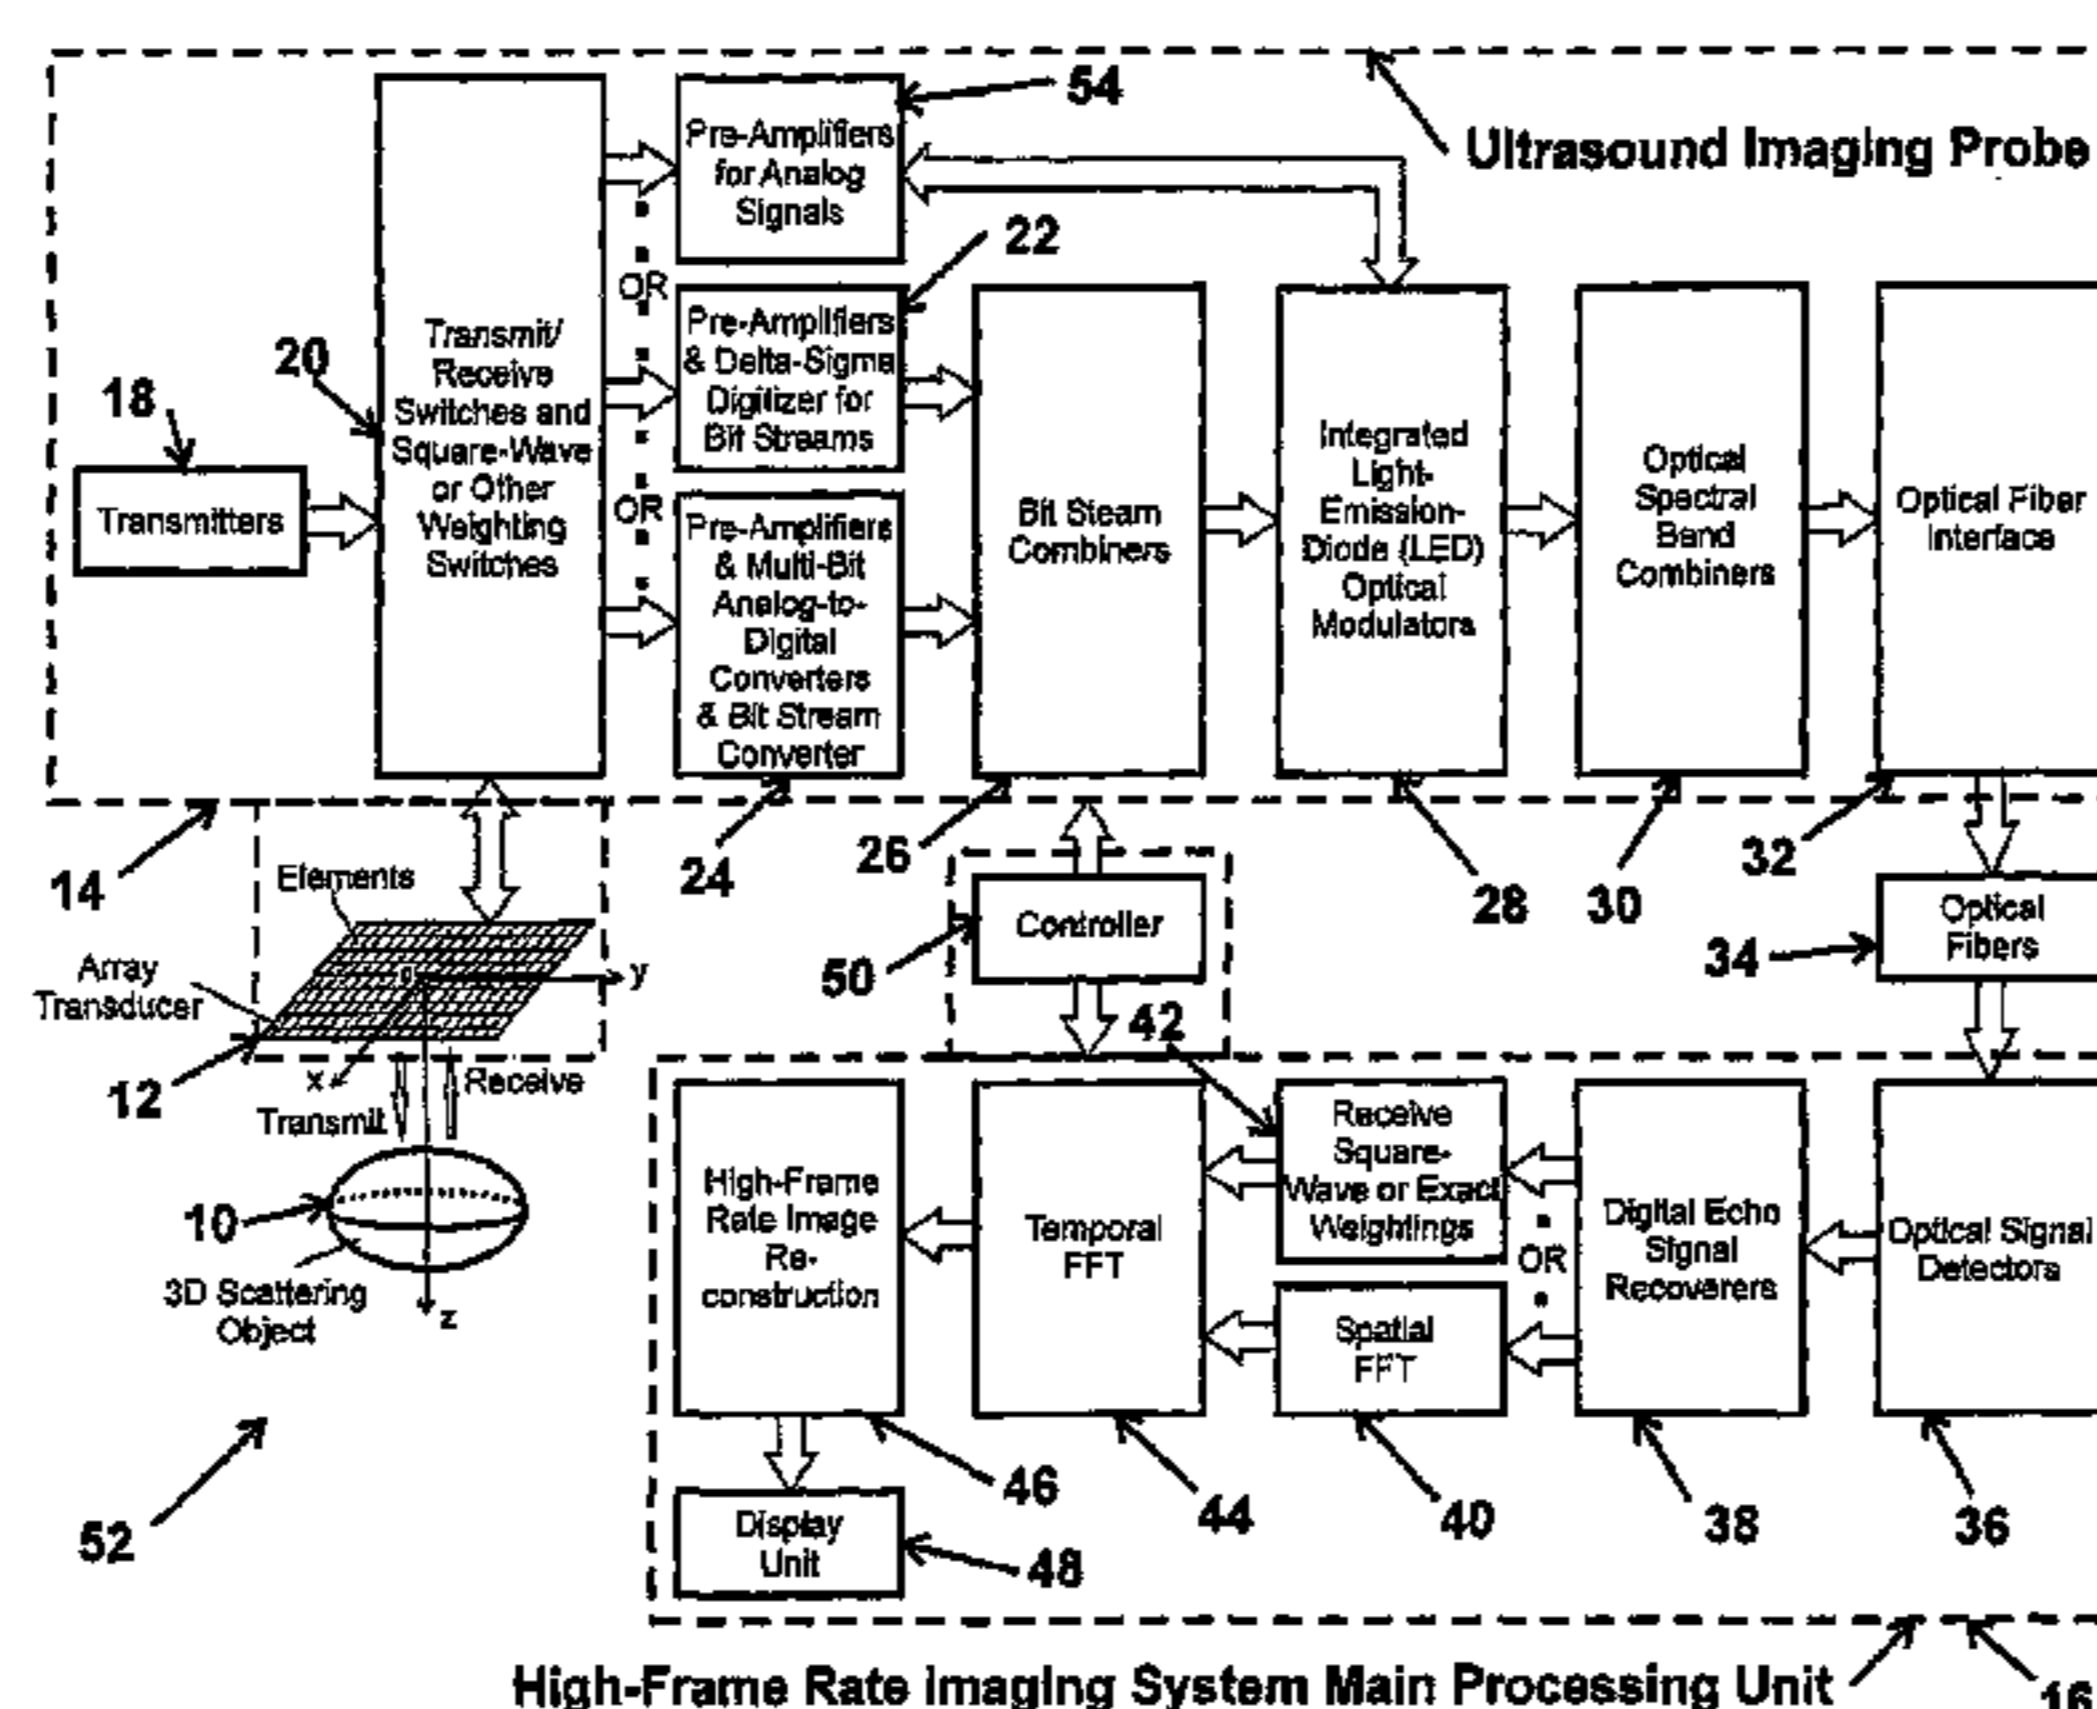 54
Ultrasound Imaging Probe
Pre-Amplifiers
for Analog
Signals
22
OR
Pre-Amplifiers
& Delta-Sigma
Digitizer for
Bit Streams
OR
Pre-Amplifiers
& Multi-Bit
Analog-to-
Digital
Converters
& Bit Stream
Converter
20
18
Transmitters
Transmit/
Receive
Switches and
Square-Wave
or Other
Weighting
Switches
Bit Steam
Combiners
Integrated
Light-
Emission-
Diode (LED)
Optical
Modulators
Optical
Spectral
Band
Combiners
Optical Fiber
Interface
14
24
26
28
30
32
Elements
Array
Transducer
12
o
y
x
Transmit
Receive
10
3D Scattering
Object
z
52
Controller
50
34
Optical
Fibers
42
High-Frame
Rate Image
Re-
construction
Temporal
FFT
Receive
Square-
Wave or Exact
Weightings
OR
Spatial
FFT
Digital Echo
Signal
Recoverers
Optical Signal
Detectors
46
44
40
38
36
Display
Unit
48
High-Frame Rate Imaging System Main Processing Unit
16